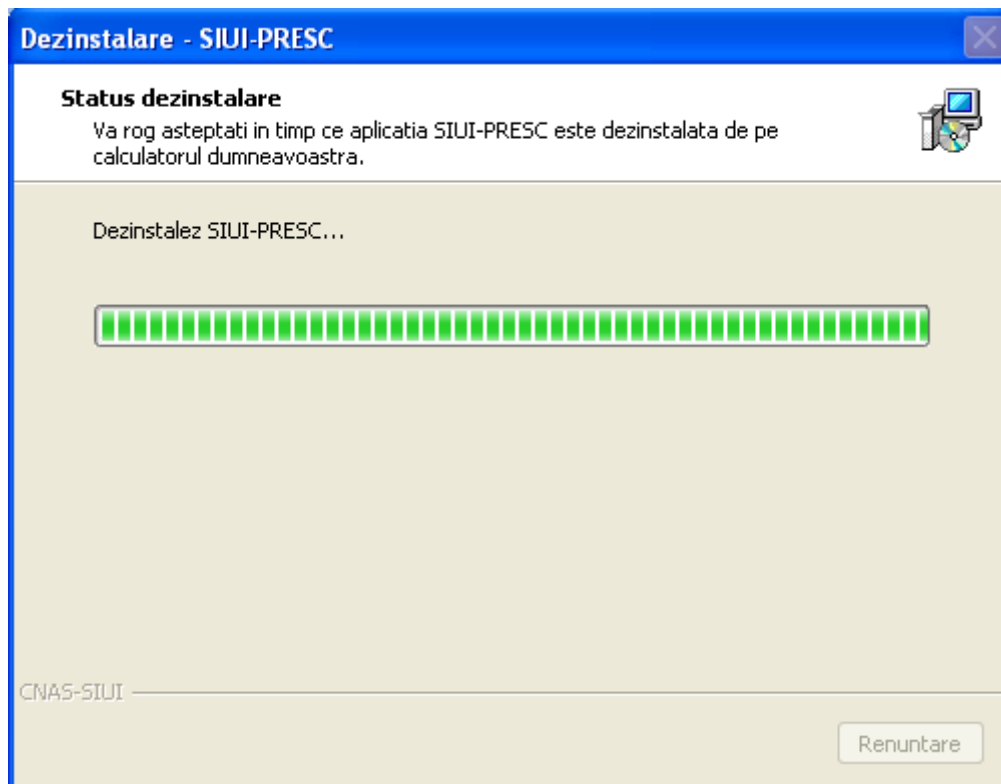 Dezinstalare - SIUI-PRESC
Status dezinstalare
Va rog asteptati in timp ce aplicatia SIUI-PRESC este dezinstalata de pe
calculatorul dumneavoastra.
Dezinstalez SIUI-PRESC...
CNAS-SIUI
Renuntare